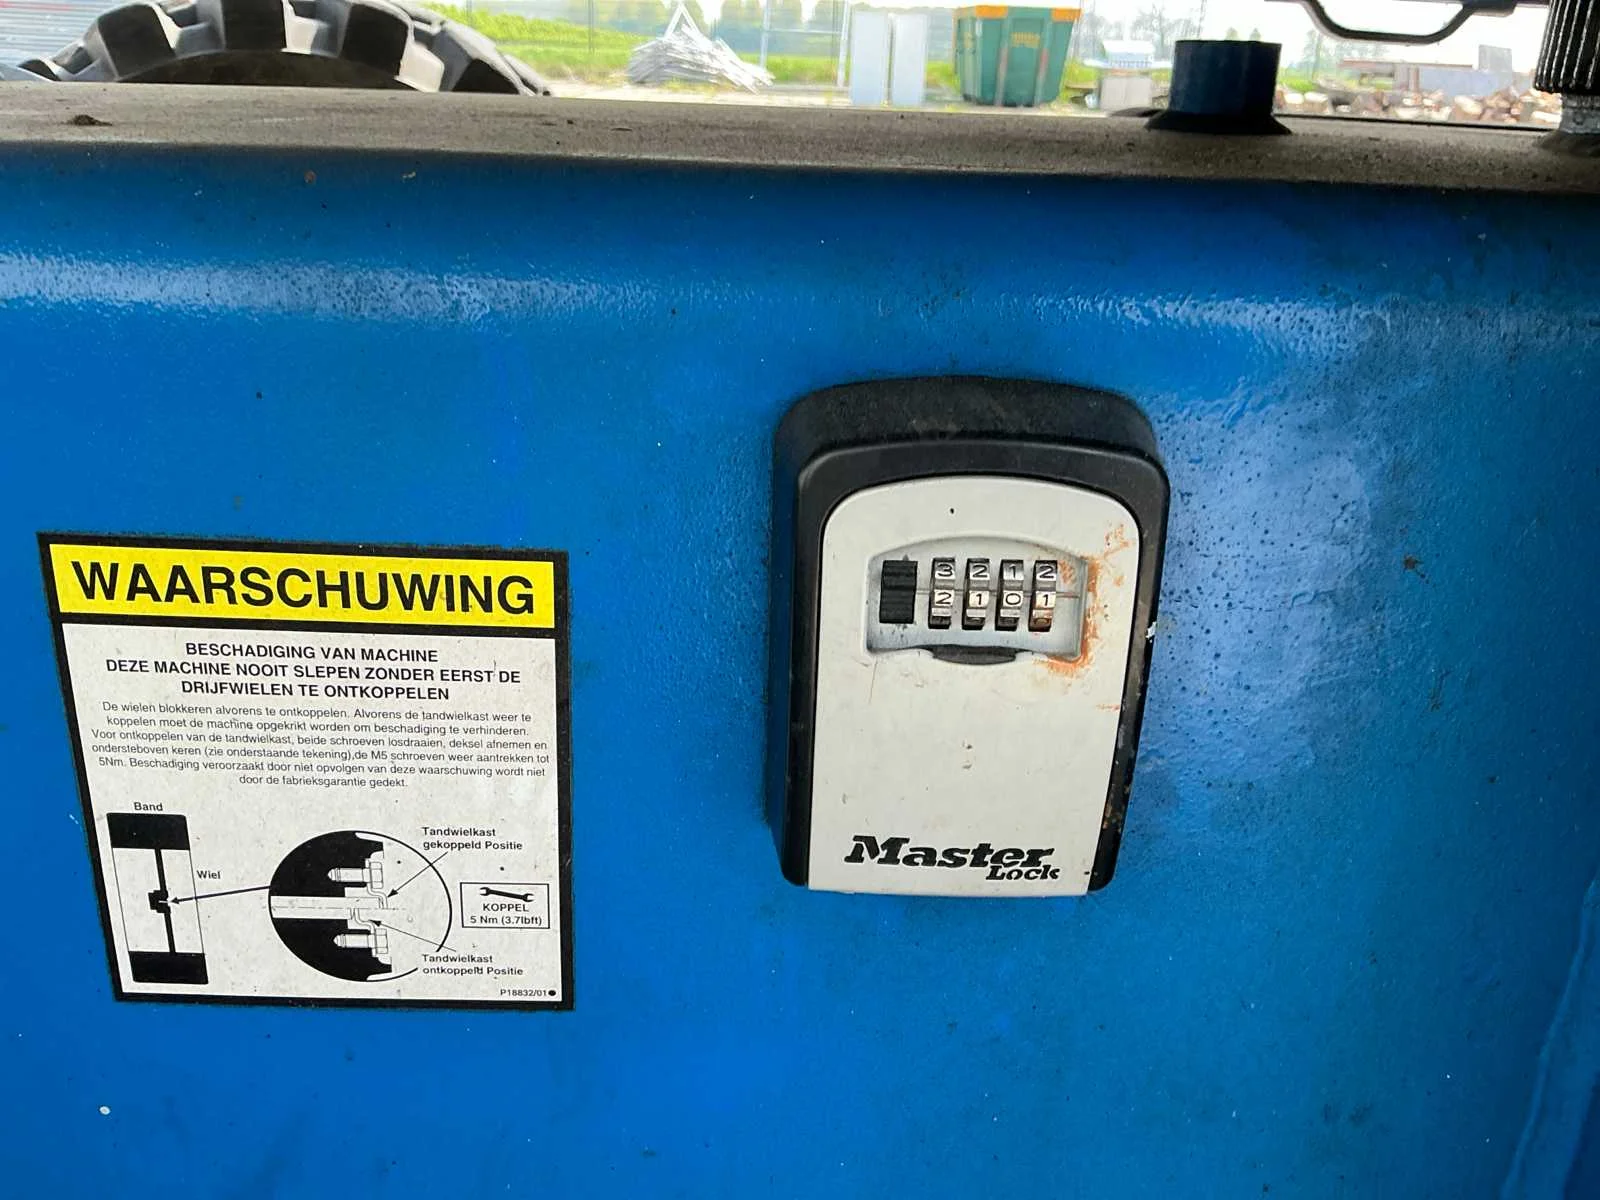 WAARSCHUWING
BESCHADIGING VAN MACHINE
DEZE MACHINE NOOIT SLEPEN ZONDER EERST DE
DRIJFWIELEN TE ONTKOPPELEN
De wielen blokkeren alvorens te ontkoppelen. Alvorens de tandwielkast weer te
koppelen moet de machine opgekrikt worden om beschadiging te verhinderen.
Voor ontkoppelen van de tandwielkast, beide schroeven losdraaien, deksel afnemen en
ondersteboven keren (zie onderstaande tekening),de M5 schroeven weer aantrekken tot
5Nm. Beschadiging veroorzaakt door niet opvolgen van deze waarschuwing wordt niet
door de fabrieksgarantie gedekt.
Band
Wiel
Tandwielkast
gekoppeld Positie
KOPPEL
5 Nm (3.7lbft)
Tandwielkast
ontkoppeld Positie
P18832/01
3 2 1 2
2 1 0 1
Master
Lock